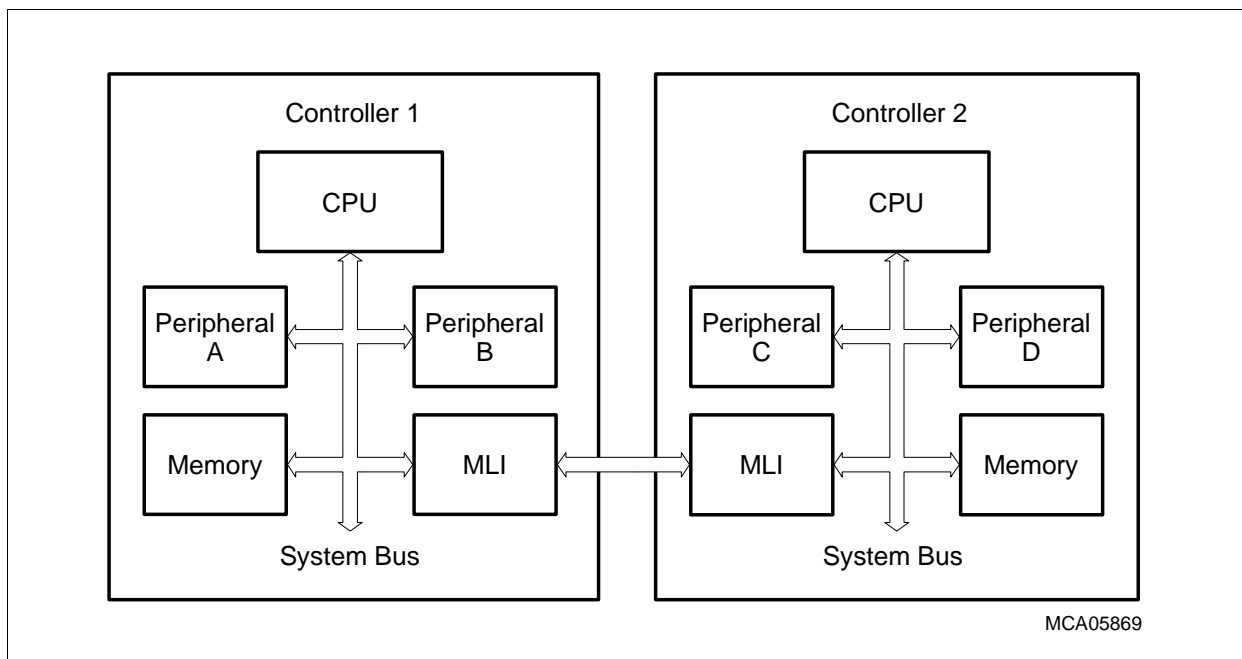 Controller 1
CPU
Peripheral
A
Peripheral
B
Memory
MLI
System Bus
Controller 2
CPU
Peripheral
C
Peripheral
D
MLI
Memory
System Bus
MCA05869